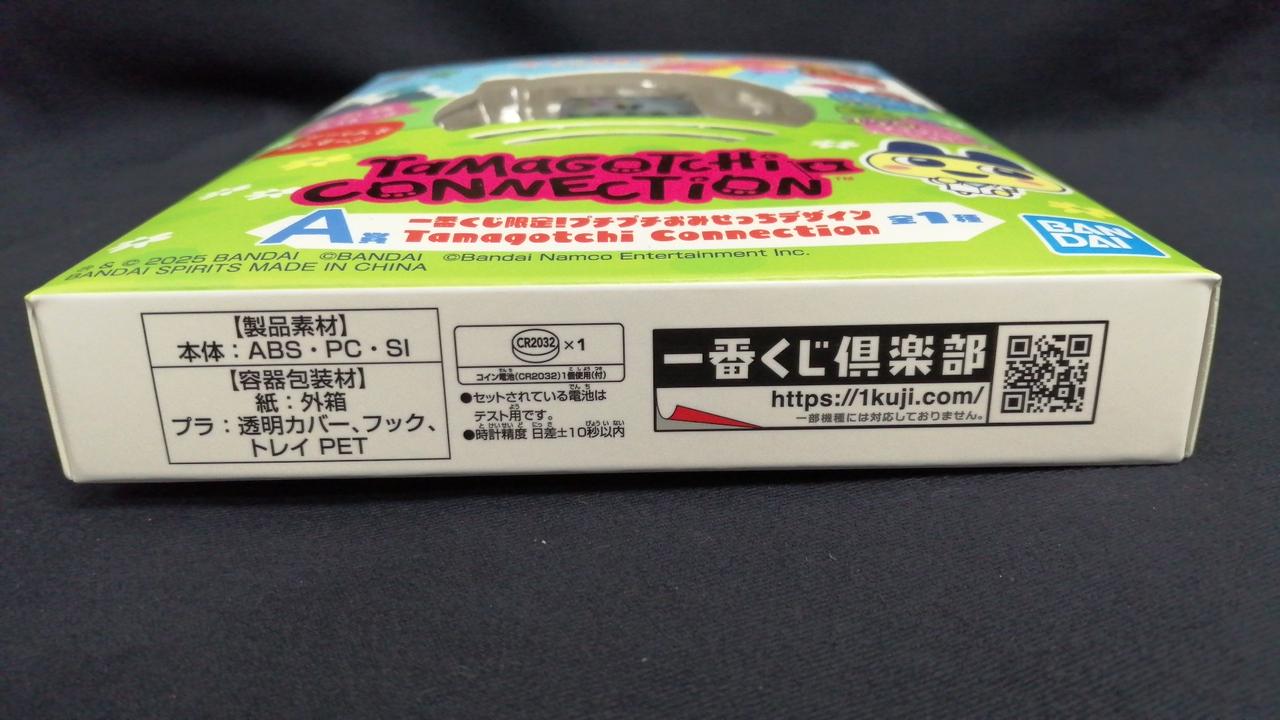 TAMAGOTCHi
CONNECTiON™
A賞
一番くじ限定!プチプチおみせっちデザイン
Tamagotchi Connection
全1種
BAN
DAI
& © 2025 BANDAI ©BANDAI ©Bandai Namco Entertainment Inc.
BANDAI SPIRITS MADE IN CHINA
【製品素材】
本体:ABS・PC・SI
【容器包装材】
紙:外箱
プラ:透明カバー、フック、
トレイ PET
CR2032 ×1
コイン電池(CR2032)1個使用(付)
●セットされている電池は
テスト用です。
●時計精度 日差±10秒以内
一番くじ倶楽部
https://1kuji.com/
一部機種には対応しておりません。